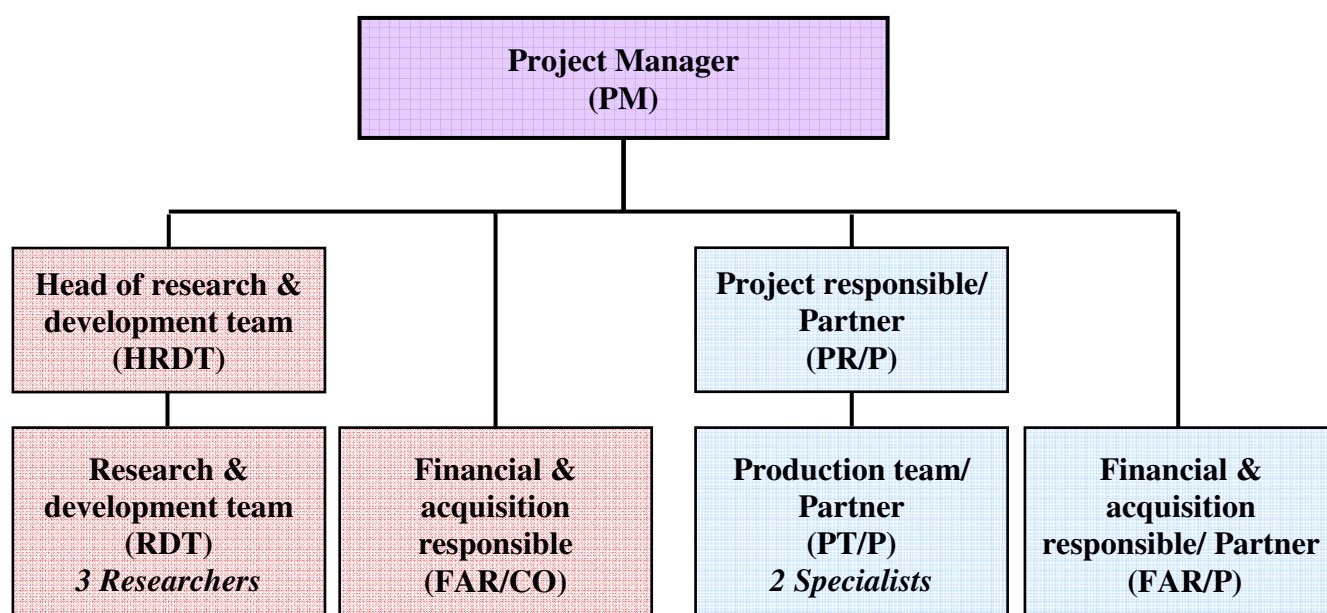 Project Manager
(PM)
Head of research &
development team
(HRDT)
Project responsible/
Partner
(PR/P)
Research &
development team
(RDT)
3 Researchers
Financial &
acquisition
responsible
(FAR/CO)
Production team/
Partner
(PT/P)
2 Specialists
Financial &
acquisition
responsible/ Partner
(FAR/P)